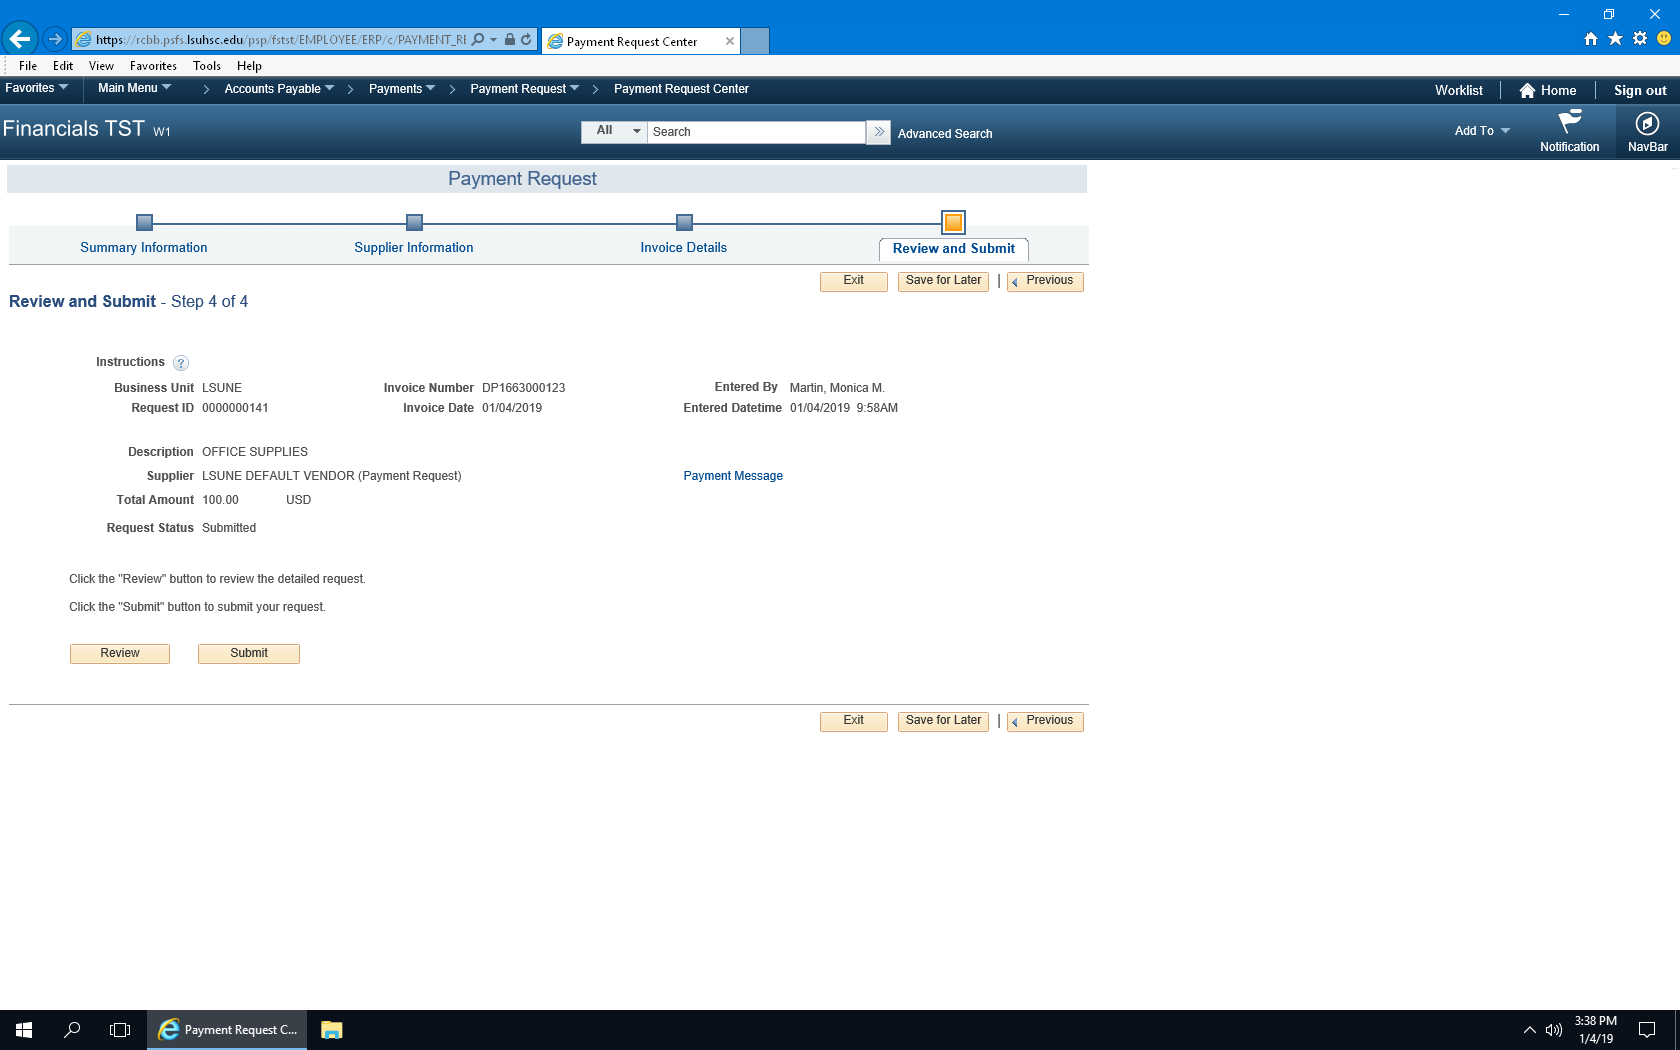 https://rcbb.psfs.lsuhsc.edu/psp/fstst/EMPLOYEE/ERP/c/PAYMENT_RE
Payment Request Center
File Edit View Favorites Tools Help
Favorites Main Menu > Accounts Payable > Payments > Payment Request > Payment Request Center Worklist Home Sign out
Financials TST W1 All Search Advanced Search Add To Notification NavBar
Payment Request
Summary Information Supplier Information Invoice Details Review and Submit
Exit Save for Later | Previous
Review and Submit - Step 4 of 4
Instructions ?
Business Unit LSUNE Invoice Number DP1663000123 Entered By Martin, Monica M.
Request ID 0000000141 Invoice Date 01/04/2019 Entered Datetime 01/04/2019 9:58AM
Description OFFICE SUPPLIES
Supplier LSUNE DEFAULT VENDOR (Payment Request) Payment Message
Total Amount 100.00 USD
Request Status Submitted
Click the "Review" button to review the detailed request.
Click the "Submit" button to submit your request.
Review Submit
Exit Save for Later | Previous
Payment Request C...
3:38 PM
1/4/19